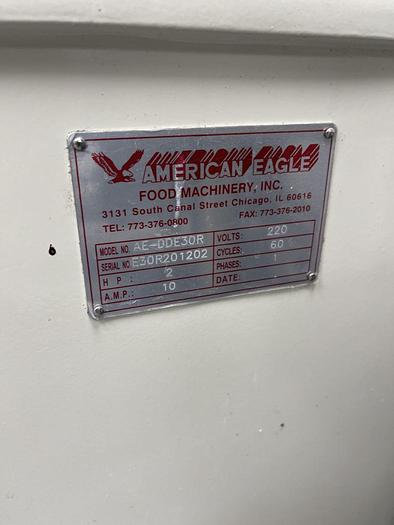 AMERICAN EAGLE
FOOD MACHINERY, INC.
3131 South Canal Street Chicago, IL 60616
TEL: 773-376-0800 FAX: 773-376-2010
MODEL NO. AE-DDE30R VOLTS: 220
SERIAL NO. E30R201202 CYCLES: 60
H P : 2 PHASES: 1
A.M.P.: 10 DATE: